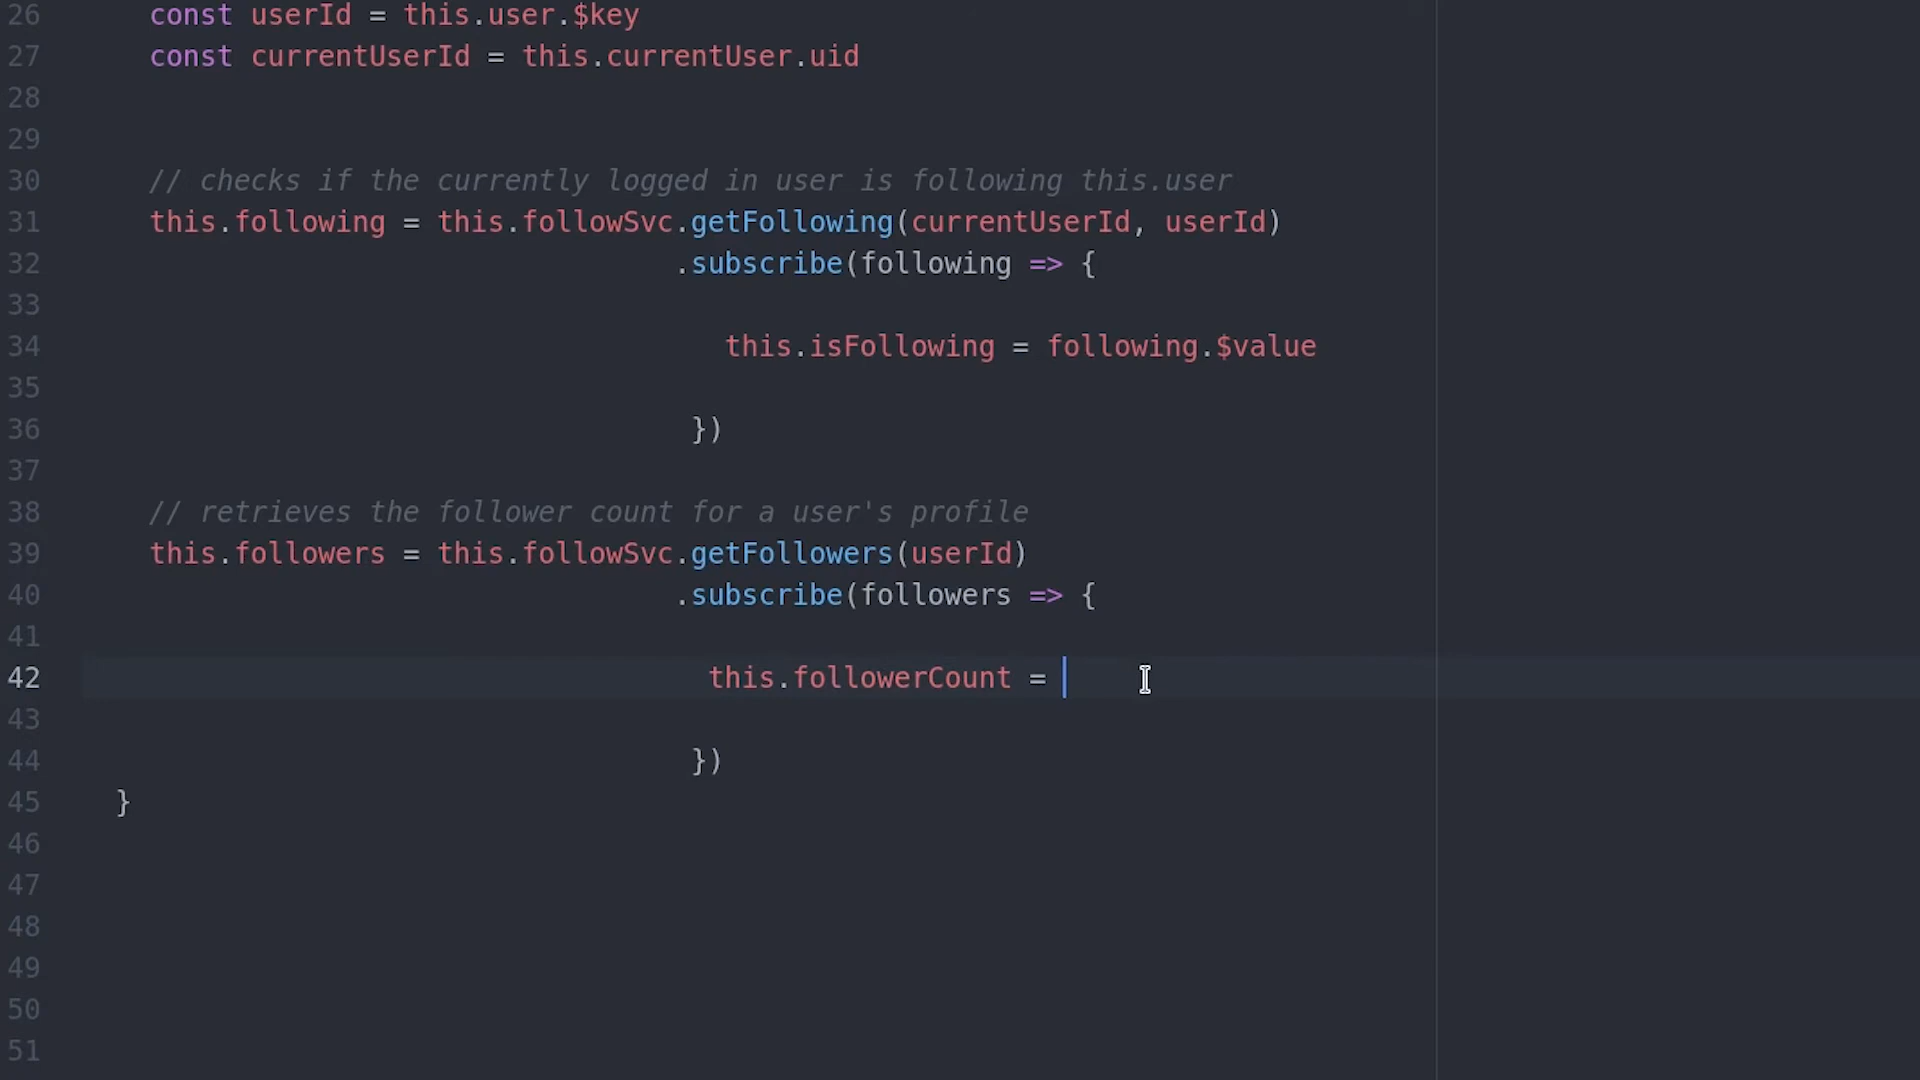 26 const userId = this.user.$key
27 const currentUserId = this.currentUser.uid
28
29
30 // checks if the currently logged in user is following this.user
31 this.following = this.followSvc.getFollowing(currentUserId, userId)
32 .subscribe(following => {
33
34 this.isFollowing = following.$value
35
36 })
37
38 // retrieves the follower count for a user's profile
39 this.followers = this.followSvc.getFollowers(userId)
40 .subscribe(followers => {
41
42 this.followerCount =
43
44 })
45 }
46
47
48
49
50
51